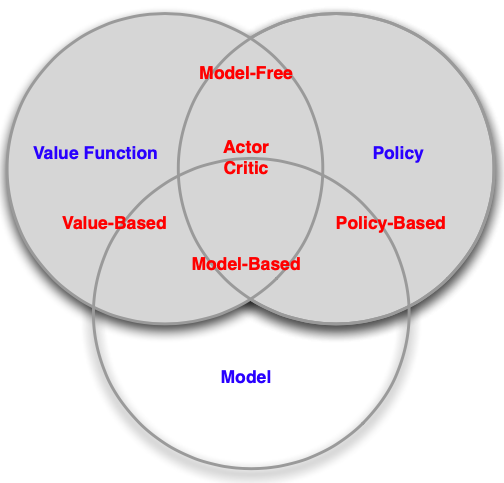 Model-Free
Value Function
Actor
Critic
Policy
Value-Based
Policy-Based
Model-Based
Model